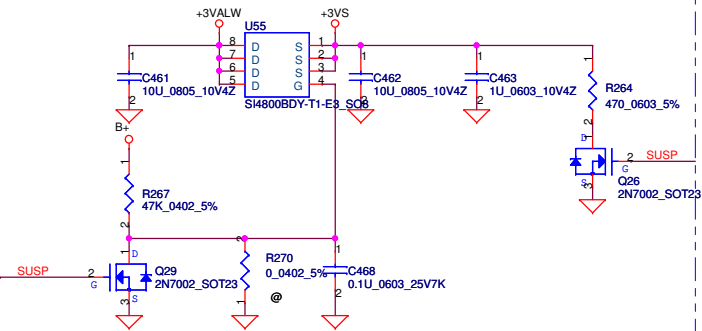 +3VALW
+3VS
U55
8 D S 1
7 D S 2
6 D S 3
5 D G 4
SI4800BDY-T1-E3_SO8
1
C461
10U_0805_10V4Z
2
1
C462
10U_0805_10V4Z
2
1
C463
1U_0603_10V4Z
2
1
R264
470_0603_5%
2
B+
1
R267
47K_0402_5%
2
D
1
2
SUSP
G
S
3
Q26
2N7002_SOT23
SUSP
2
G
1
D
S
3
Q29
2N7002_SOT23
2
R270
0_0402_5%
1
@
1
C468
0.1U_0603_25V7K
2